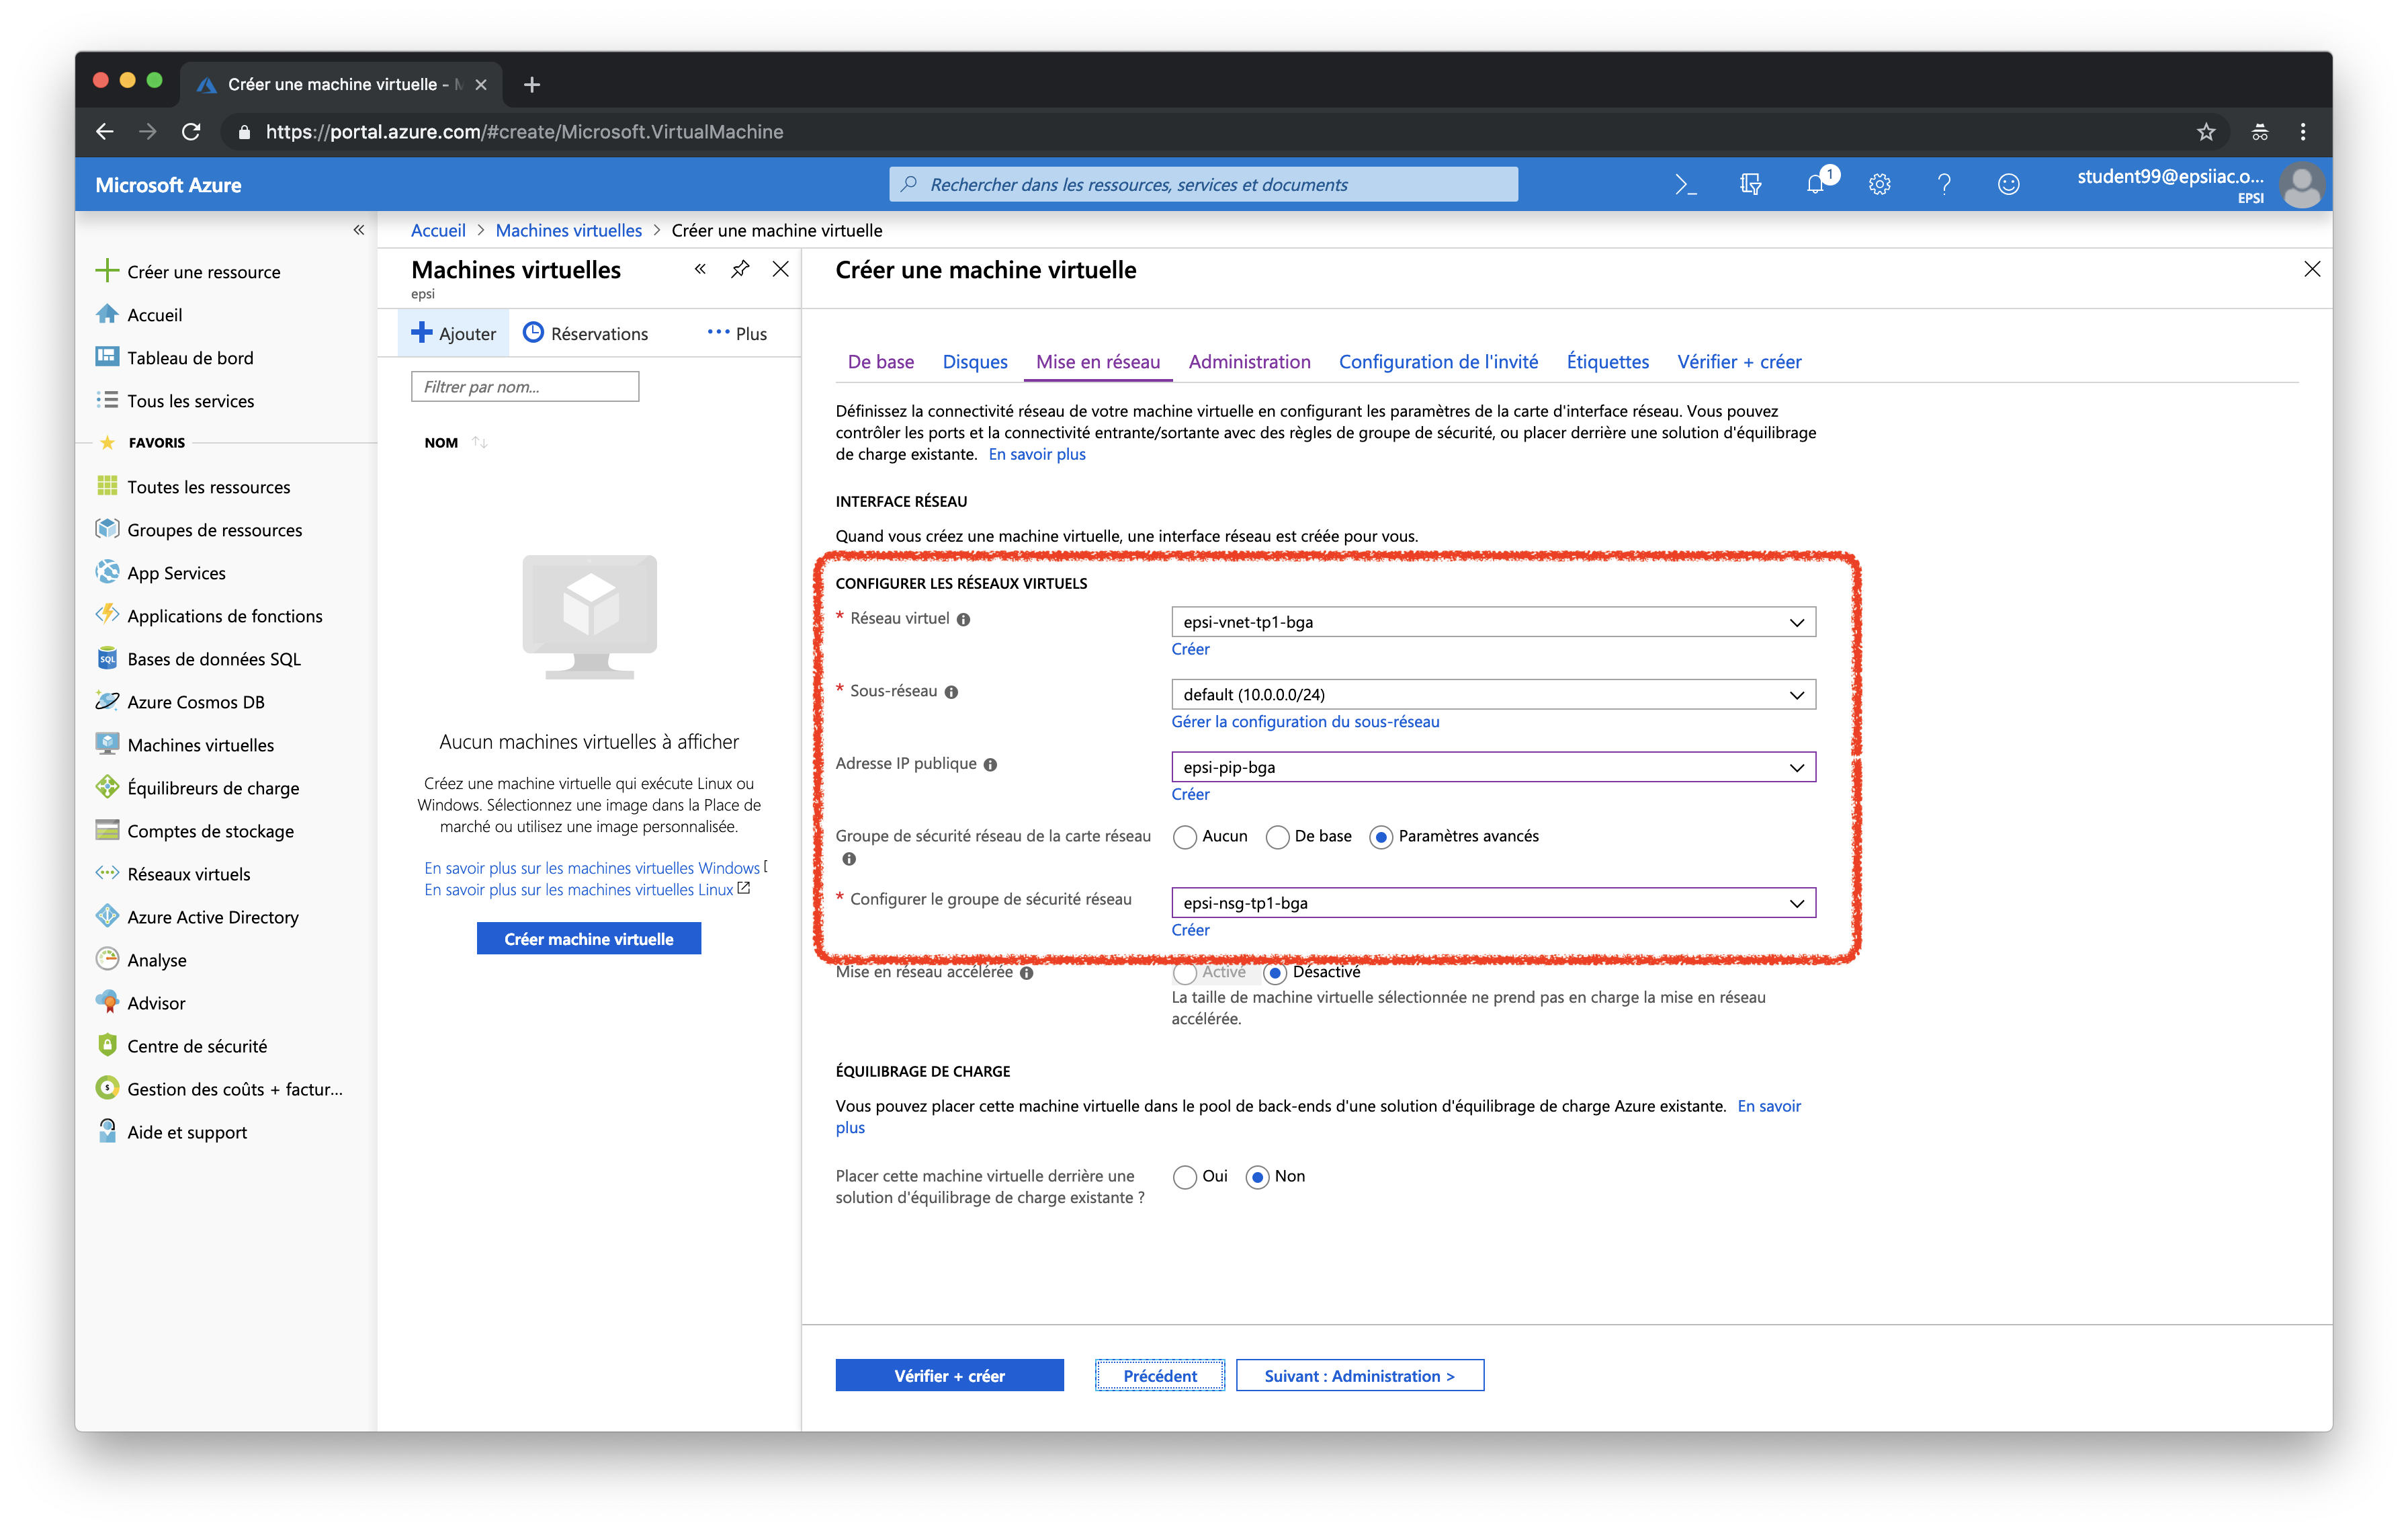 Créer une machine virtuelle -
https://portal.azure.com/#create/Microsoft.VirtualMachine
Microsoft Azure
Rechercher dans les ressources, services et documents
1
student99@epsiiac.o...
EPSI
Créer une ressource
Accueil
Tableau de bord
Tous les services
FAVORIS
Toutes les ressources
Groupes de ressources
App Services
Applications de fonctions
SQL
Bases de données SQL
Azure Cosmos DB
Machines virtuelles
Équilibreurs de charge
Comptes de stockage
Réseaux virtuels
Azure Active Directory
Analyse
Advisor
Centre de sécurité
Gestion des coûts + factur...
Aide et support
Accueil > Machines virtuelles > Créer une machine virtuelle
Machines virtuelles
epsi
Ajouter Réservations ... Plus
Filtrer par nom...
NOM
Aucun machines virtuelles à afficher
Créez une machine virtuelle qui exécute Linux ou
Windows. Sélectionnez une image dans la Place de
marché ou utilisez une image personnalisée.
En savoir plus sur les machines virtuelles Windows
En savoir plus sur les machines virtuelles Linux
Créer machine virtuelle
Créer une machine virtuelle
De base Disques Mise en réseau Administration Configuration de l'invité Étiquettes Vérifier + créer
Définissez la connectivité réseau de votre machine virtuelle en configurant les paramètres de la carte d'interface réseau. Vous pouvez
contrôler les ports et la connectivité entrante/sortante avec des règles de groupe de sécurité, ou placer derrière une solution d'équilibrage
de charge existante. En savoir plus
INTERFACE RÉSEAU
Quand vous créez une machine virtuelle, une interface réseau est créée pour vous.
CONFIGURER LES RÉSEAUX VIRTUELS
* Réseau virtuel epsi-vnet-tp1-bga
Créer
* Sous-réseau default (10.0.0.0/24)
Gérer la configuration du sous-réseau
Adresse IP publique epsi-pip-bga
Créer
Groupe de sécurité réseau de la carte réseau Aucun De base Paramètres avancés
* Configurer le groupe de sécurité réseau epsi-nsg-tp1-bga
Créer
Mise en réseau accélérée Activé Désactivé
La taille de machine virtuelle sélectionnée ne prend pas en charge la mise en réseau
accélérée.
ÉQUILIBRAGE DE CHARGE
Vous pouvez placer cette machine virtuelle dans le pool de back-ends d'une solution d'équilibrage de charge Azure existante. En savoir
plus
Placer cette machine virtuelle derrière une
solution d'équilibrage de charge existante ? Oui Non
Vérifier + créer Précédent Suivant : Administration >